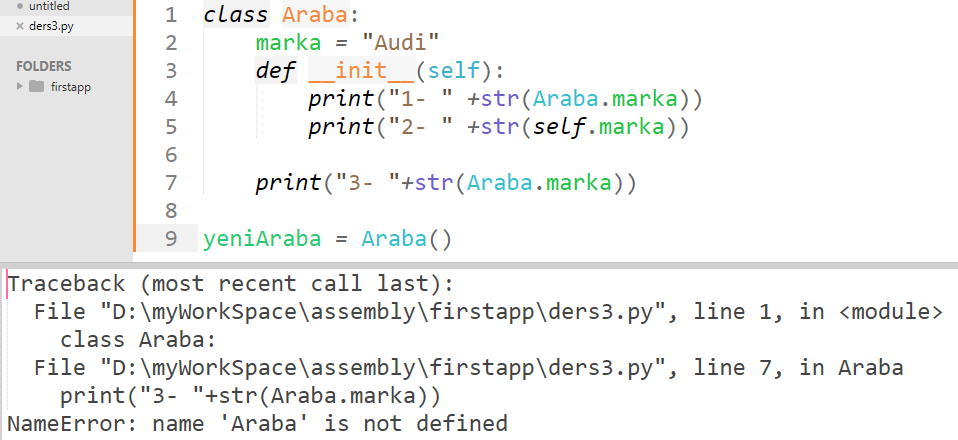 untitled
ders3.py
FOLDERS
firstapp
1 class Araba:
2     marka = "Audi"
3     def __init__(self):
4         print("1- " +str(Araba.marka))
5         print("2- " +str(self.marka))
6
7     print("3- "+str(Araba.marka))
8
9 yeniAraba = Araba()
Traceback (most recent call last):
  File "D:\myWorkSpace\assembly\firstapp\ders3.py", line 1, in <module>
    class Araba:
  File "D:\myWorkSpace\assembly\firstapp\ders3.py", line 7, in Araba
    print("3- "+str(Araba.marka))
NameError: name 'Araba' is not defined